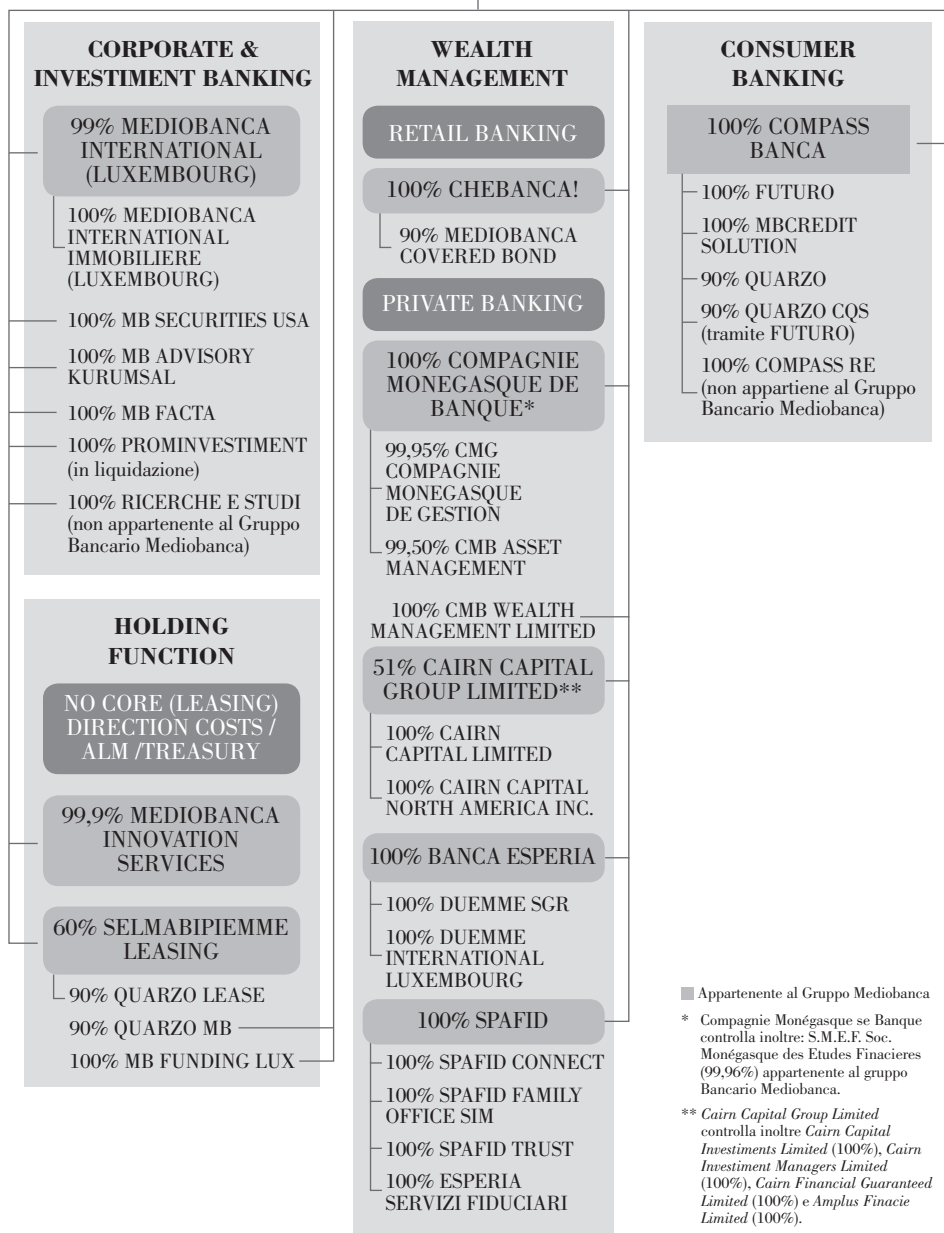 CORPORATE &
INVESTIMENT BANKING
99% MEDIOBANCA
INTERNATIONAL
(LUXEMBOURG)
100% MEDIOBANCA
INTERNATIONAL
IMMOBILIERE
(LUXEMBOURG)
100% MB SECURITIES USA
100% MB ADVISORY
KURUMSAL
100% MB FACTA
100% PROMINVESTIMENT
(in liquidazione)
100% RICERCHE E STUDI
(non appartenente al Gruppo
Bancario Mediobanca)
HOLDING
FUNCTION
NO CORE (LEASING)
DIRECTION COSTS /
ALM /TREASURY
99,9% MEDIOBANCA
INNOVATION
SERVICES
60% SELMABIPIEMME
LEASING
90% QUARZO LEASE
90% QUARZO MB
100% MB FUNDING LUX
WEALTH
MANAGEMENT
RETAIL BANKING
100% CHEBANCA!
90% MEDIOBANCA
COVERED BOND
PRIVATE BANKING
100% COMPAGNIE
MONEGASQUE DE
BANQUE*
99,95% CMG
COMPAGNIE
MONEGASQUE
DE GESTION
99,50% CMB ASSET
MANAGEMENT
100% CMB WEALTH
MANAGEMENT LIMITED
51% CAIRN CAPITAL
GROUP LIMITED**
100% CAIRN
CAPITAL LIMITED
100% CAIRN CAPITAL
NORTH AMERICA INC.
100% BANCA ESPERIA
100% DUEMME SGR
100% DUEMME
INTERNATIONAL
LUXEMBOURG
100% SPAFID
100% SPAFID CONNECT
100% SPAFID FAMILY
OFFICE SIM
100% SPAFID TRUST
100% ESPERIA
SERVIZI FIDUCIARI
CONSUMER
BANKING
100% COMPASS
BANCA
100% FUTURO
100% MBCREDIT
SOLUTION
90% QUARZO
90% QUARZO CQS
(tramite FUTURO)
100% COMPASS RE
(non appartiene al Gruppo
Bancario Mediobanca)
Appartenente al Gruppo Mediobanca
* Compagnie Monégasque se Banque
controlla inoltre: S.M.E.F. Soc.
Monégasque des Etudes Finacieres
(99,96%) appartenente al gruppo
Bancario Mediobanca.
** Cairn Capital Group Limited
controlla inoltre Cairn Capital
Investments Limited (100%), Cairn
Investment Managers Limited
(100%), Cairn Financial Guaranteed
Limited (100%) e Amplus Finacie
Limited (100%).